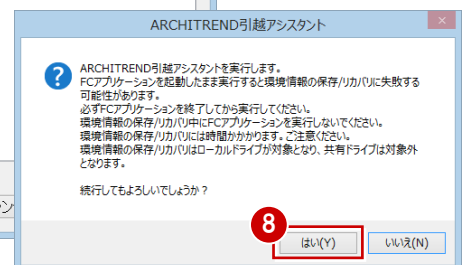 ARCHITREND引越アシスタント
ARCHITREND引越アシスタントを実行します。
FCアプリケーションを起動したまま実行すると環境情報の保存/リカバリに失敗する
可能性があります。
必ずFCアプリケーションを終了してから実行してください。
環境情報の保存/リカバリ中にFCアプリケーションを実行しないでください。
環境情報の保存/リカバリには時間かかります。ご注意ください。
環境情報の保存/リカバリはローカルドライブが対象となり、共有ドライブは対象外
となります。
続行してもよろしいでしょうか？
ン
8
はい(Y)
いいえ(N)